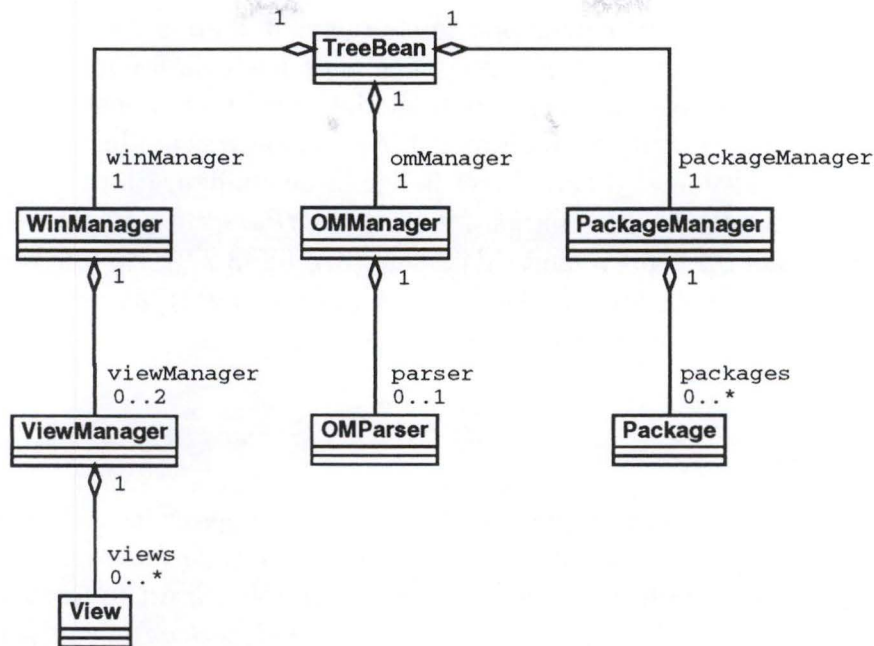 1 1
TreeBean
1
winManager omManager packageManager
1 1 1
WinManager OMManager PackageManager
1 1 1
viewManager parser packages
0..2 0..1 0..*
ViewManager OMParser Package
1
views
0..*
View